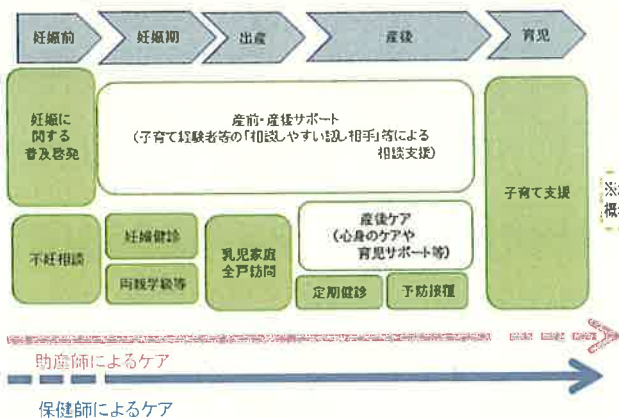 妊娠前
妊娠期
出産
産後
育児
妊娠に
関する
普及啓発
産前・産後サポート
(子育て経験者等の「相談しやすい話し相手」等による
相談支援)
子育て支援
不妊相談
妊婦健診
両親学級等
乳児家庭
全戸訪問
産後ケア
(心身のケアや
育児サポート等)
定期健診
予防接種
助産師によるケア
保健師によるケア